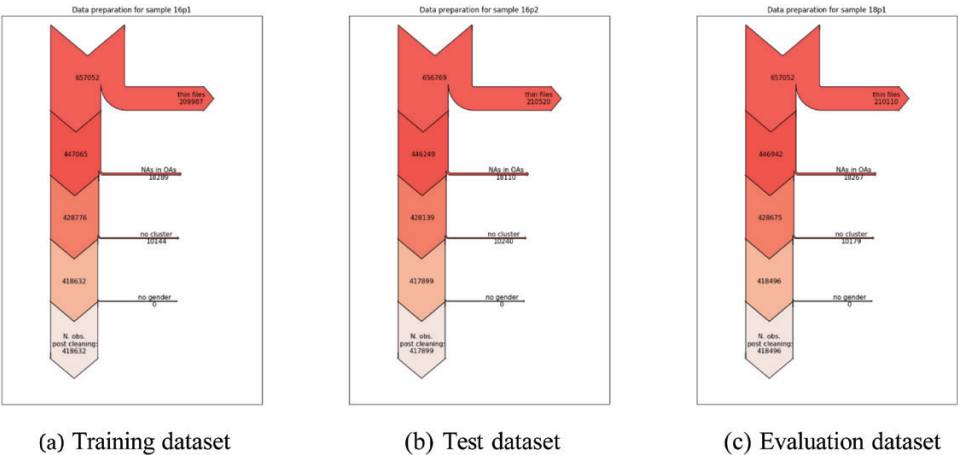 Data preparation for sample 16p1
657052
thin files
209987
447065
NAs in OAs
18289
428776
no cluster
10144
418632
no gender
0
N. obs.
post cleaning:
418632
(a) Training dataset
Data preparation for sample 16p2
656769
thin files
210520
446249
NAs in OAs
18110
428139
no cluster
10240
417899
no gender
0
N. obs.
post cleaning:
417899
(b) Test dataset
Data preparation for sample 18p1
657052
thin files
210110
446942
NAs in OAs
18267
428675
no cluster
10179
418496
no gender
0
N. obs.
post cleaning:
418496
(c) Evaluation dataset